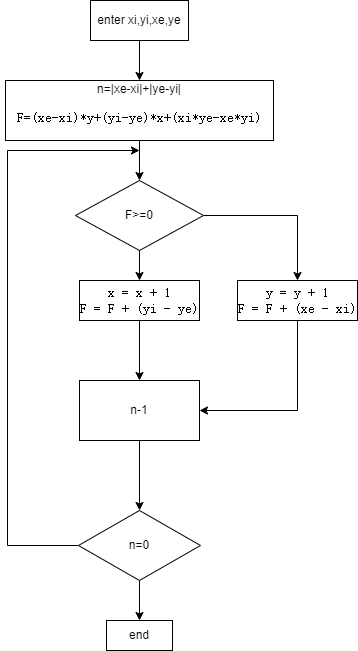 enter xi,yi,xe,ye
n=|xe-xi|+|ye-yi|
F=(xe-xi)*y+(yi-ye)*x+(xi*ye-xe*yi)
F>=0
x = x + 1
F = F + (yi - ye)
y = y + 1
F = F + (xe - xi)
n-1
n=0
end